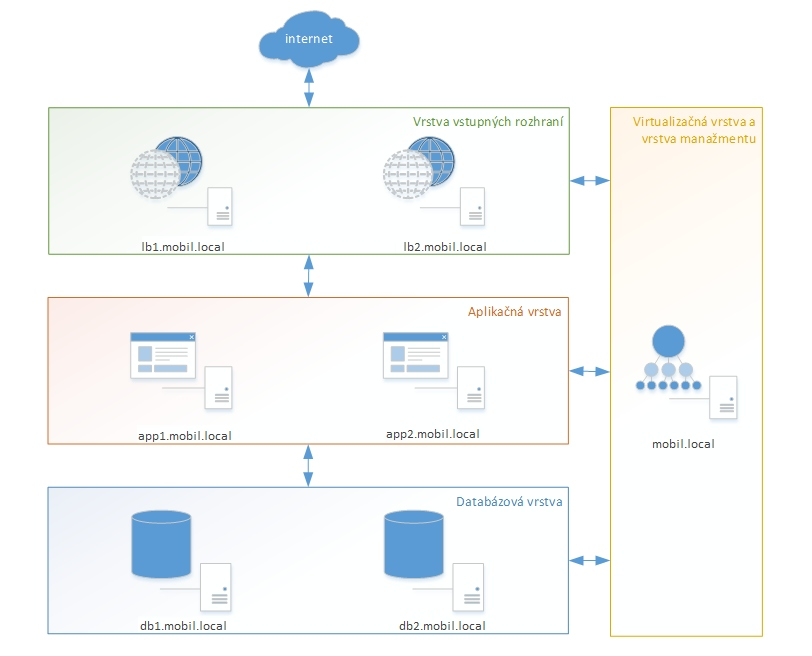 internet
Vrstva vstupných rozhraní
lb1.mobil.local
lb2.mobil.local
Virtualizačná vrstva a
vrstva manažmentu
Aplikačná vrstva
app1.mobil.local
app2.mobil.local
mobil.local
Databázová vrstva
db1.mobil.local
db2.mobil.local